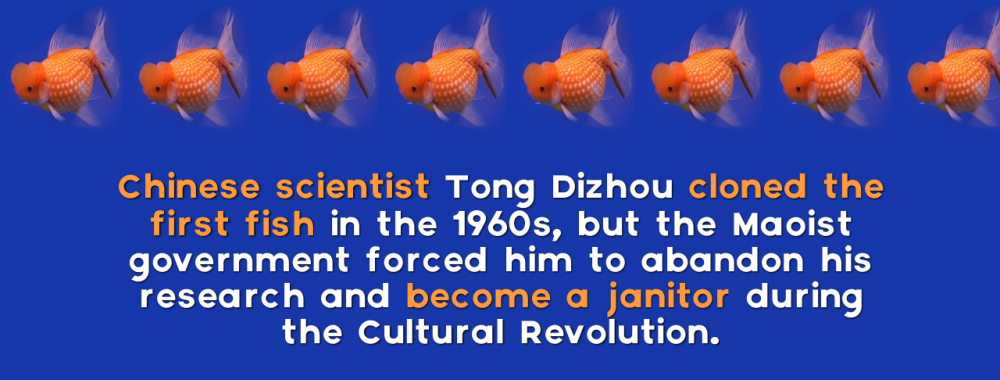 Chinese scientist Tong Dizhou cloned the
first fish in the 1960s, but the Maoist
government forced him to abandon his
research and become a janitor during
the Cultural Revolution.